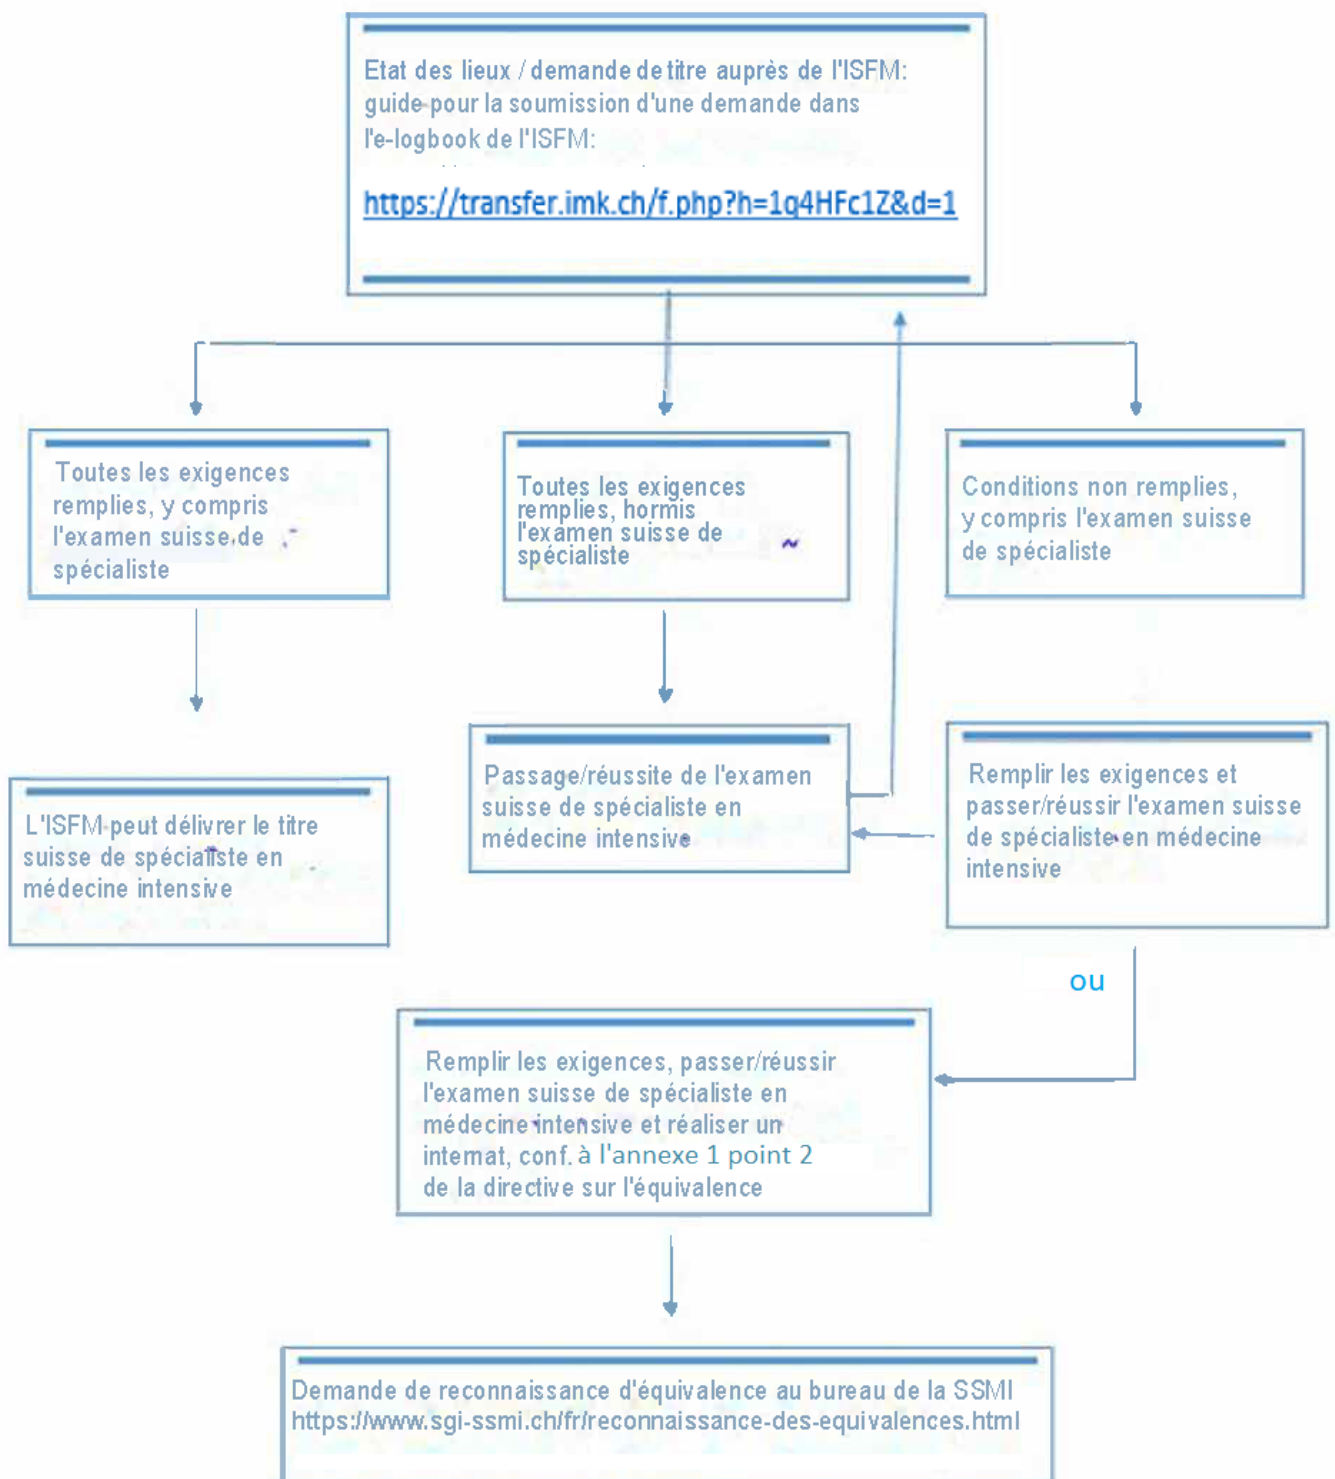 Etat des lieux / demande de titre auprès de l'ISFM:
guide pour la soumission d'une demande dans
l'e-logbook de l'ISFM:
https://transfer.imk.ch/f.php?h=1q4HFc1Z&d=1
Toutes les exigences
remplies, y compris
l'examen suisse de
spécialiste
Toutes les exigences
remplies, hormis
l'examen suisse de
spécialiste
Conditions non remplies,
y compris l'examen suisse
de spécialiste
L'ISFM peut délivrer le titre
suisse de spécialiste en
médecine intensive
Passage/réussite de l'examen
suisse de spécialiste en
médecine intensive
Remplir les exigences et
passer/réussir l'examen suisse
de spécialiste en médecine
intensive
ou
Remplir les exigences, passer/réussir
l'examen suisse de spécialiste en
médecine intensive et réaliser un
internat, conf. à l'annexe 1 point 2
de la directive sur l'équivalence
Demande de reconnaissance d'équivalence au bureau de la SSMI
https://www.sgi-ssmi.ch/fr/reconnaissance-des-equivalences.html